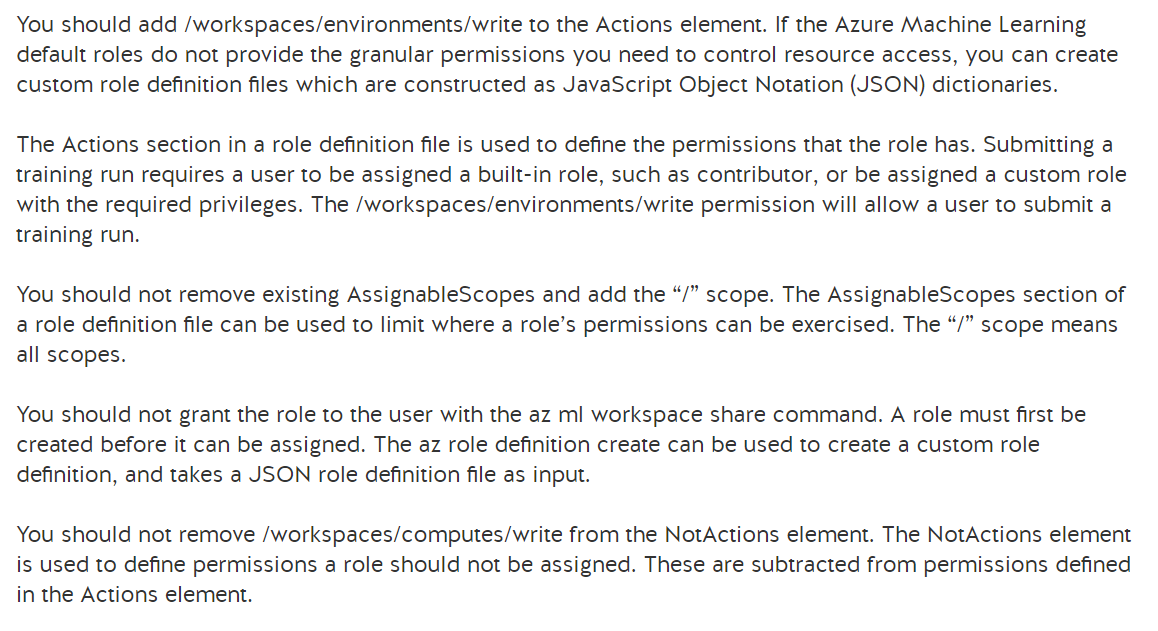 You should add /workspaces/environments/write to the Actions element. If the Azure Machine Learning
default roles do not provide the granular permissions you need to control resource access, you can create
custom role definition files which are constructed as JavaScript Object Notation (JSON) dictionaries.
The Actions section in a role definition file is used to define the permissions that the role has. Submitting a
training run requires a user to be assigned a built-in role, such as contributor, or be assigned a custom role
with the required privileges. The /workspaces/environments/write permission will allow a user to submit a
training run.
You should not remove existing AssignableScopes and add the “/” scope. The AssignableScopes section of
a role definition file can be used to limit where a role’s permissions can be exercised. The “/” scope means
all scopes.
You should not grant the role to the user with the az ml workspace share command. A role must first be
created before it can be assigned. The az role definition create can be used to create a custom role
definition, and takes a JSON role definition file as input.
You should not remove /workspaces/computes/write from the NotActions element. The NotActions element
is used to define permissions a role should not be assigned. These are subtracted from permissions defined
in the Actions element.